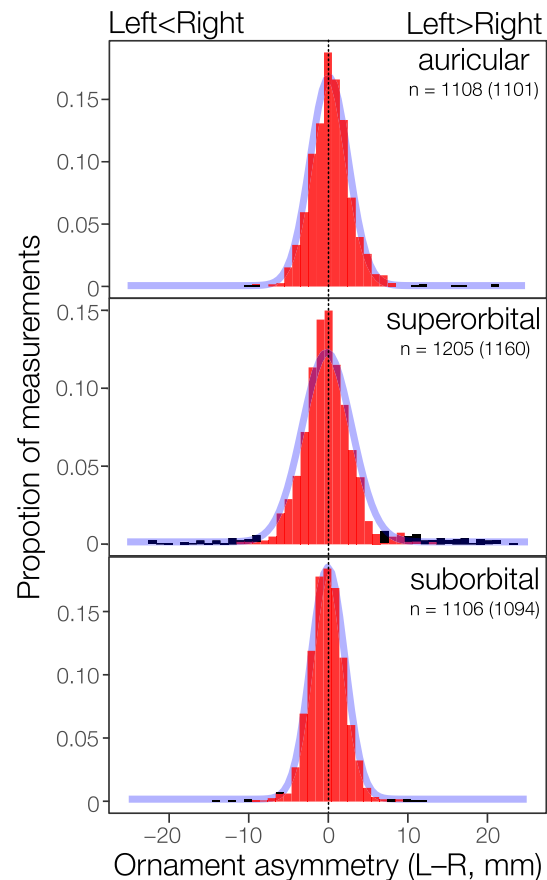 Left<Right Left>Right
auricular
n = 1108 (1101)
0.15
0.10
0.05
0
superorbital
n = 1205 (1160)
0.15
0.10
0.05
0
suborbital
n = 1106 (1094)
0.15
0.10
0.05
0
Propotion of measurements
−20 −10 0 10 20
Ornament asymmetry (L–R, mm)